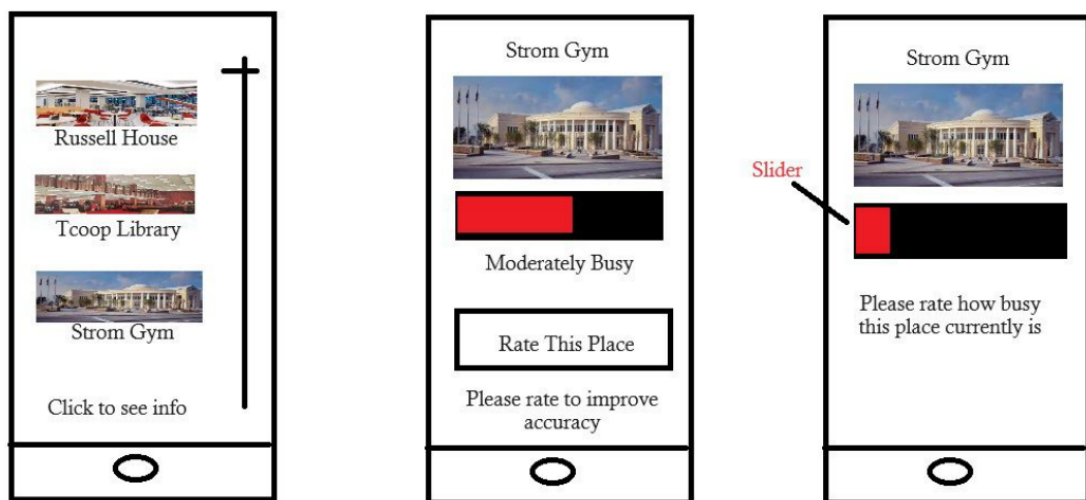 Russell House
Tcoop Library
Strom Gym
Click to see info
Strom Gym
Moderately Busy
Rate This Place
Please rate to improve
accuracy
Strom Gym
Slider
Please rate how busy
this place currently is